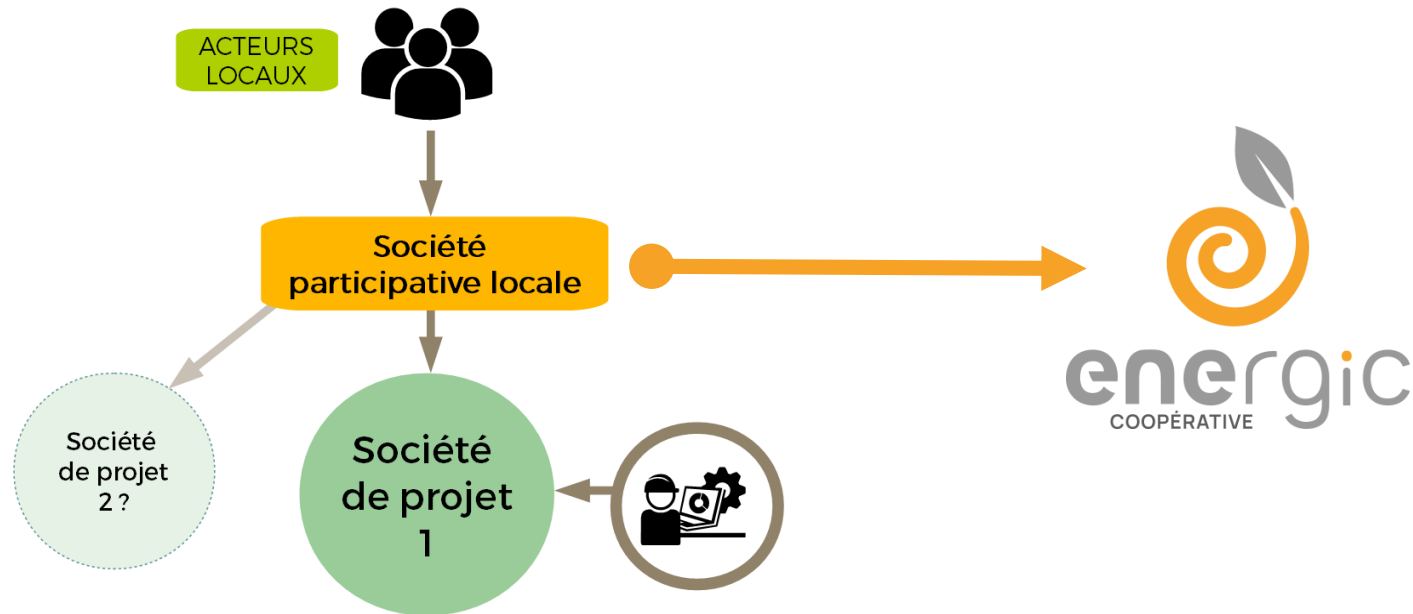 ACTEURS
LOCAUX
Société
participative locale
Société
de projet
2 ?
Société
de projet
1
energic
COOPÉRATIVE